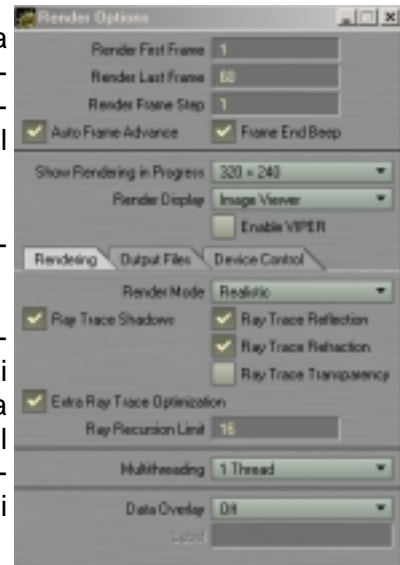 Render Options
a
Render First Frame 1
-
Render Last Frame 60
-
Render Frame Step 1
l
Auto Frame Advance Frame End Beep
Show Rendering in Progress 320 × 240
Render Display Image Viewer
Enable VIPER
-
Rendering Output Files Device Control
Render Mode Realistic
Ray Trace Shadows Ray Trace Reflection
-
Ray Trace Refraction
i
Ray Trace Transparency
a
Extra Ray Trace Optimization
l
Ray Recursion Limit 16
-
Multithreading 1 Thread
i
Data Overlay Off
Label